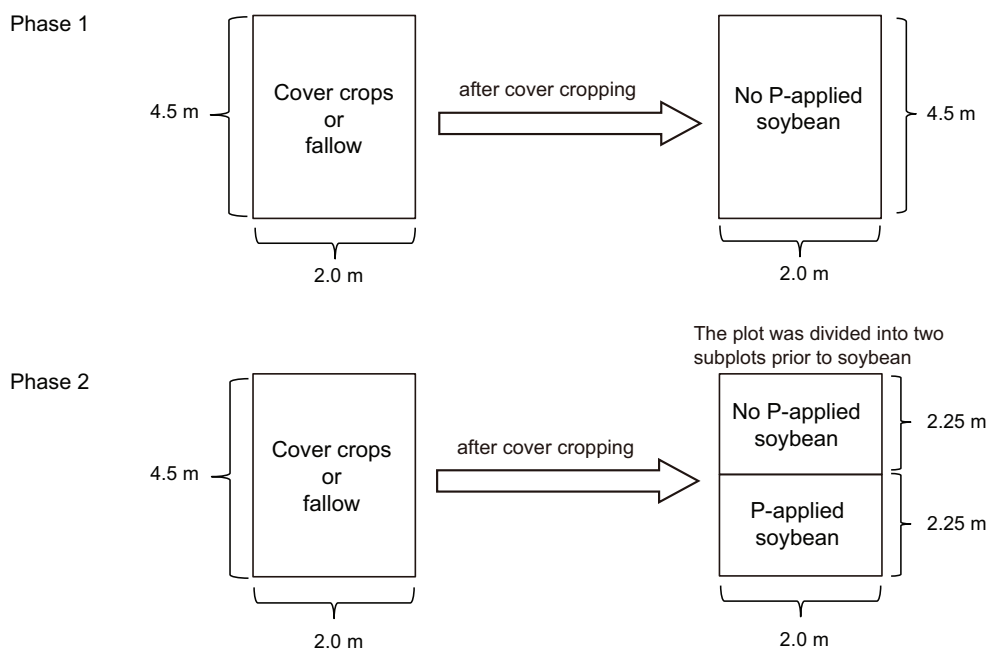 Phase 1
4.5 m
Cover crops
or
fallow
2.0 m
after cover cropping
No P-applied
soybean
4.5 m
2.0 m
Phase 2
The plot was divided into two
subplots prior to soybean
4.5 m
Cover crops
or
fallow
2.0 m
after cover cropping
No P-applied
soybean
2.25 m
P-applied
soybean
2.25 m
2.0 m